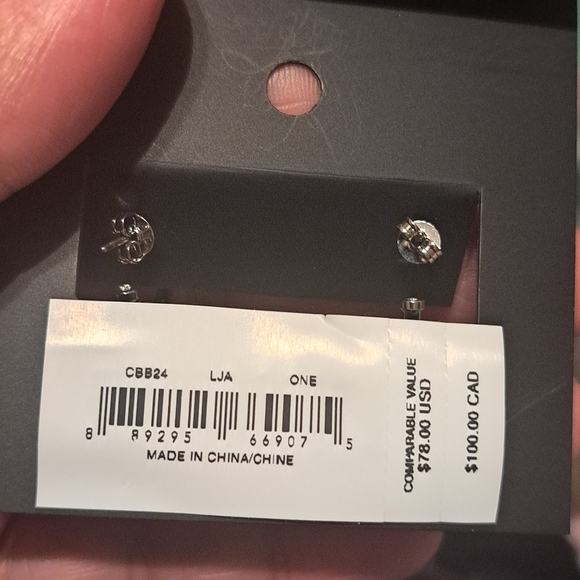 CBB24 LJA ONE
8 89295 66907 5
MADE IN CHINA/CHINE
COMPARABLE VALUE
$78.00 USD
$100.00 CAD